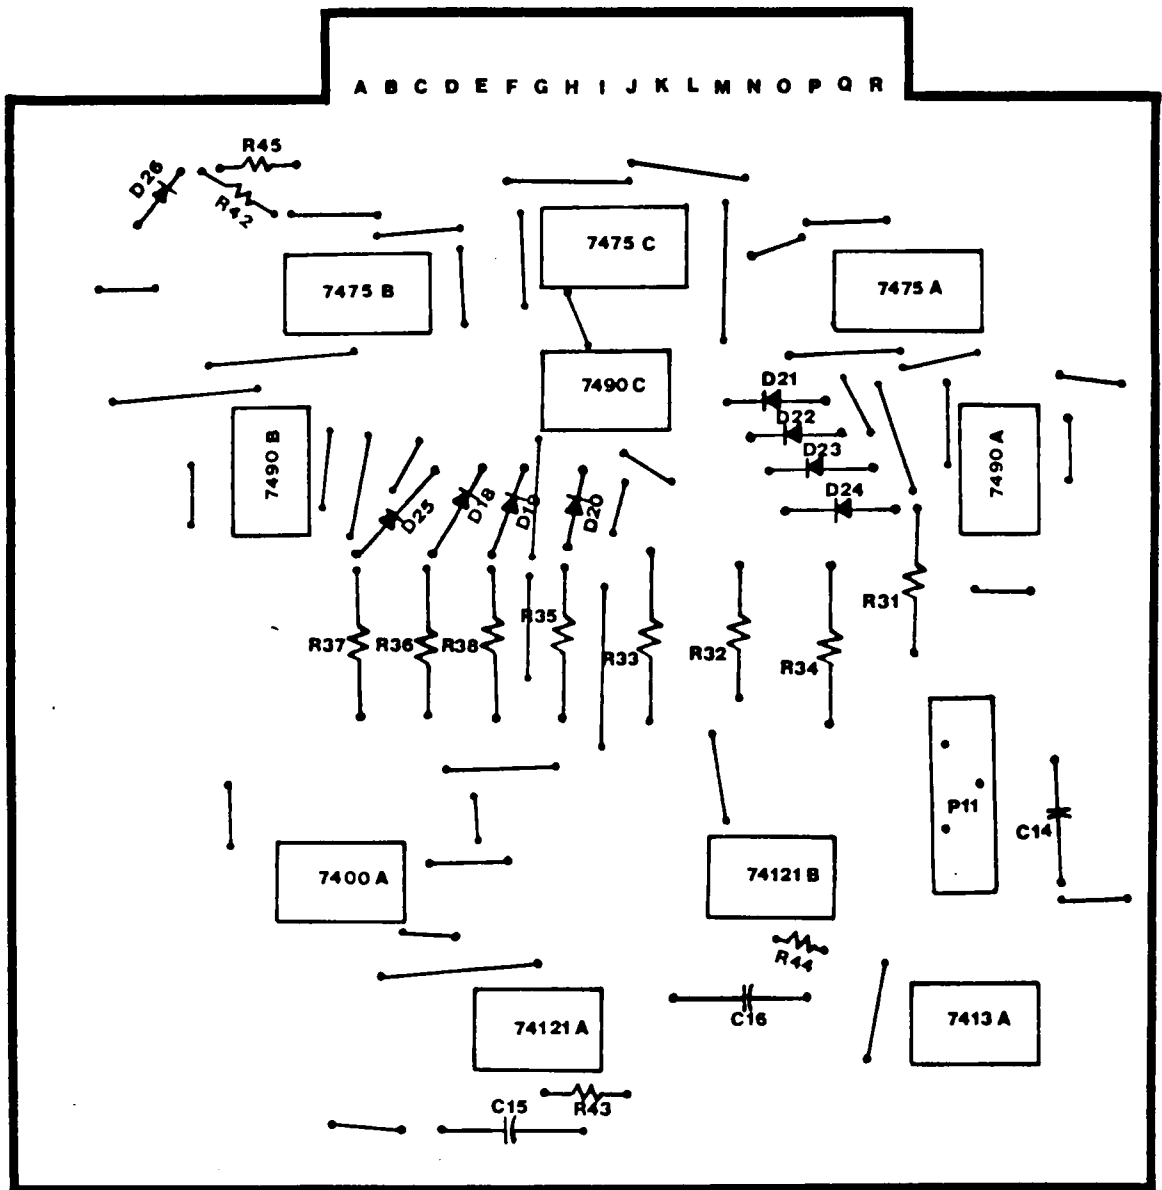 A B C D E F G H I J K L M N O P Q R
R45
D26
R42
7475 C
7475 B
7475 A
7490 C
D21
D22
D23
D24
7490 B
7490 A
D25
D18
D19
D20
R31
R37
R36
R38
R35
R33
R32
R34
P11
C14
7400 A
74121 B
R44
C16
74121 A
7413 A
C15
R43